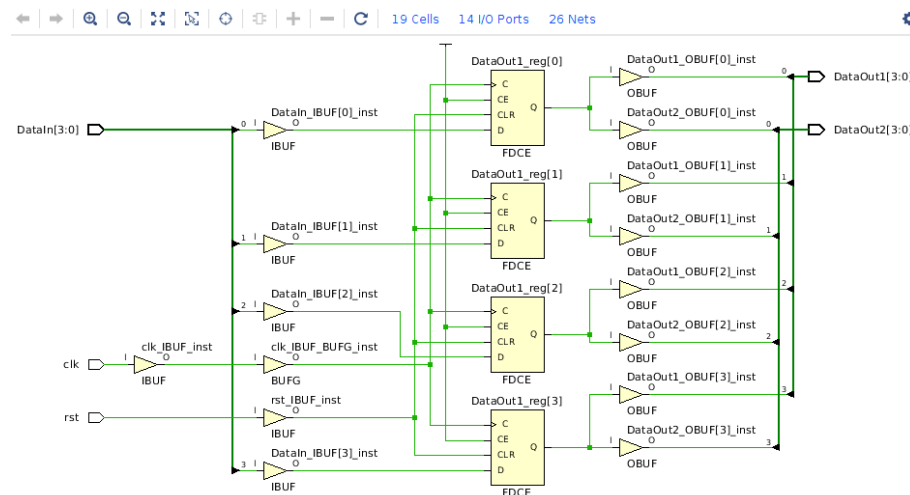 19 Cells 14 I/O Ports 26 Nets
DataOut1_reg[0]
DataOut1_OBUF[0]_inst
C
CE
CLR
D
Q
FDCE
I O
OBUF
0
DataOut1[3:0]
DataIn[3:0]
DataIn_IBUF[0]_inst
0 I O
IBUF
DataOut2_OBUF[0]_inst
I O
OBUF
0
DataOut2[3:0]
DataOut1_reg[1]
C
CE
CLR
D
Q
FDCE
DataOut1_OBUF[1]_inst
I O
OBUF
1
DataIn_IBUF[1]_inst
1 I O
IBUF
DataOut2_OBUF[1]_inst
I O
OBUF
1
DataOut1_reg[2]
C
CE
CLR
D
Q
FDCE
DataOut1_OBUF[2]_inst
I O
OBUF
2
DataIn_IBUF[2]_inst
2 I O
IBUF
DataOut2_OBUF[2]_inst
I O
OBUF
2
clk
clk_IBUF_inst
I O
IBUF
clk_IBUF_BUFG_inst
I O
BUFG
DataOut1_reg[3]
C
CE
CLR
D
Q
FDCE
DataOut1_OBUF[3]_inst
I O
OBUF
3
rst
rst_IBUF_inst
I O
IBUF
DataOut2_OBUF[3]_inst
I O
OBUF
3
DataIn_IBUF[3]_inst
3 I O
IBUF